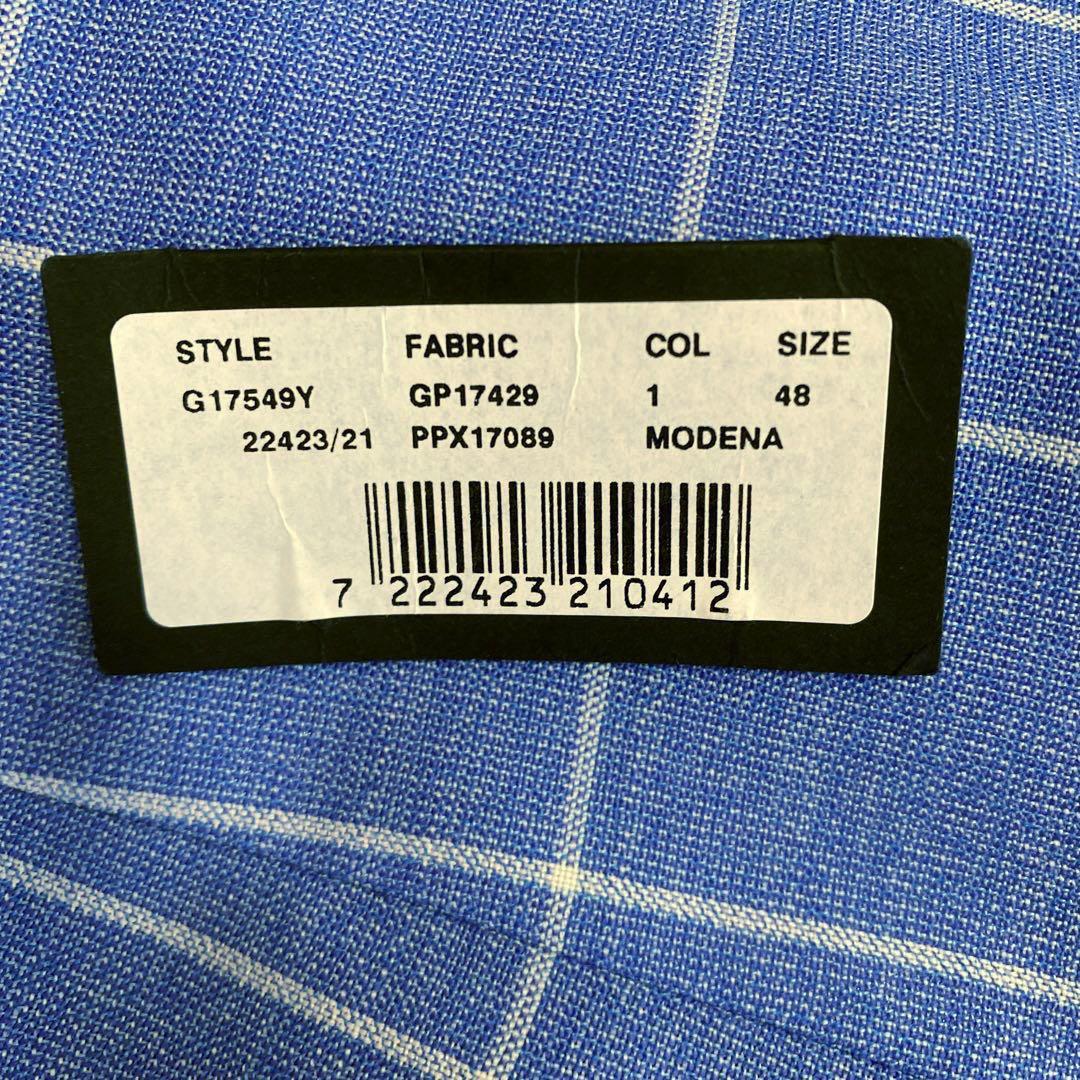 STYLE FABRIC COL SIZE
G17549Y GP17429 1 48
22423/21 PPX17089 MODENA
7 222423 210412